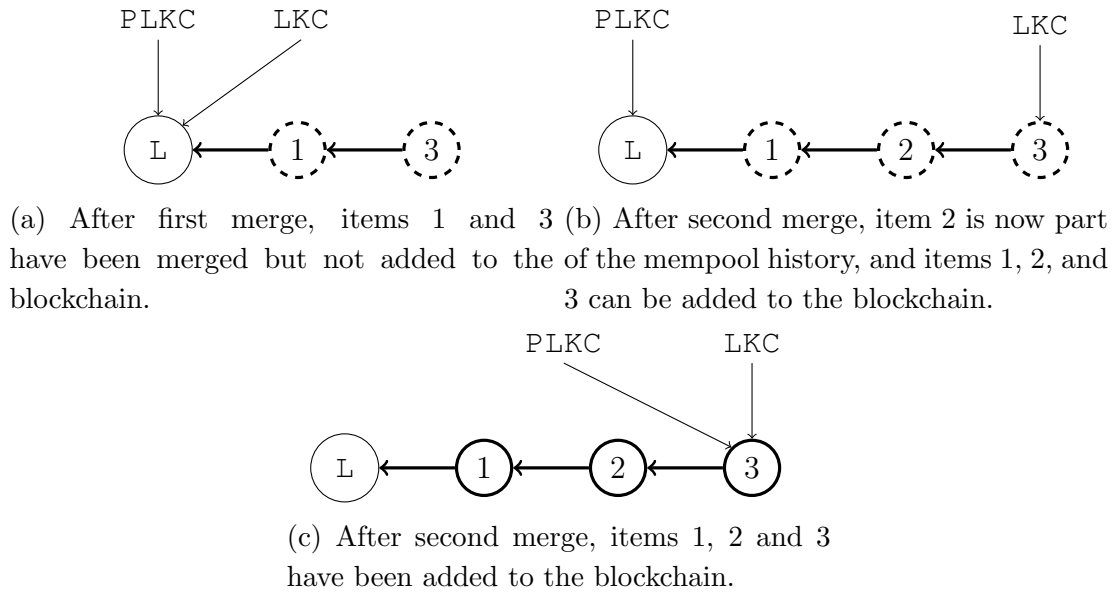 PLKC LKC
L 1 3
(a) After first merge, items 1 and 3
have been merged but not added to the
blockchain.
PLKC LKC
L 1 2 3
(b) After second merge, item 2 is now part
of the mempool history, and items 1, 2, and
3 can be added to the blockchain.
PLKC LKC
L 1 2 3
(c) After second merge, items 1, 2 and 3
have been added to the blockchain.